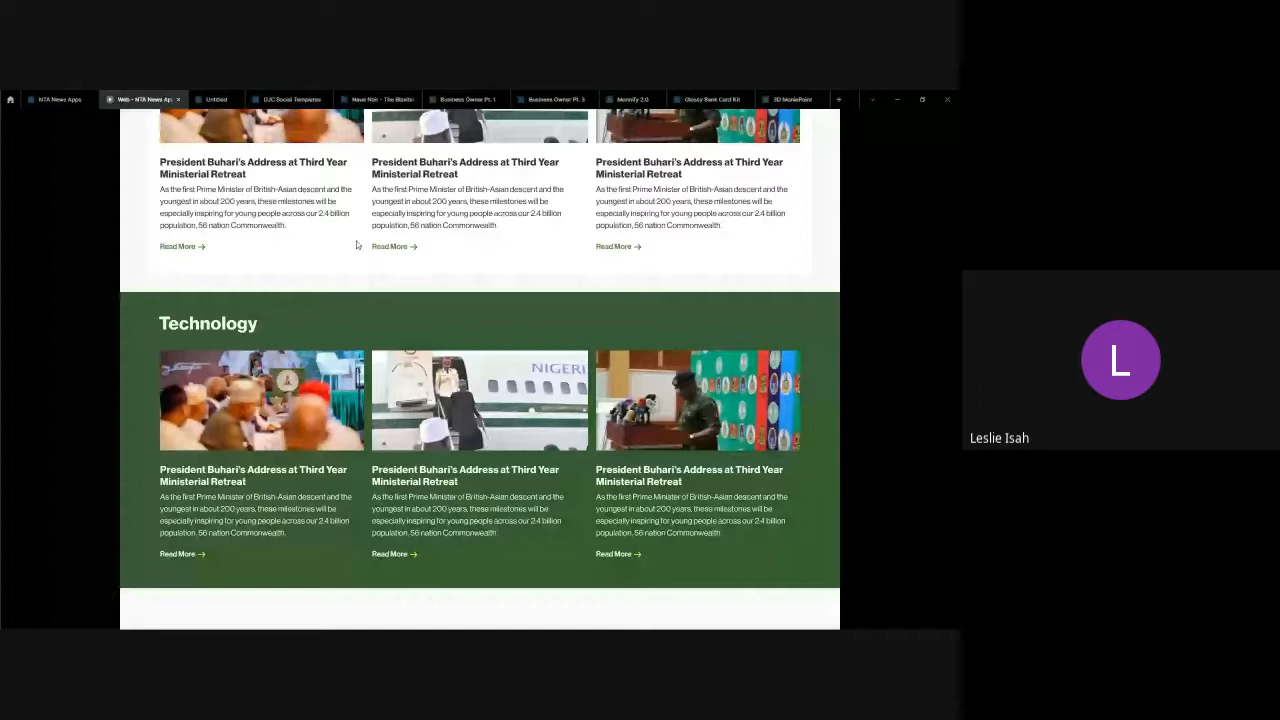 NTA News Apps
Web - NTA News Ap
Untitled
DJC Social Templates
Business Owner Pt. 1
Business Owner Pt. 3
Glossy Bank Card Kit
3D MoniePoint
President Buhari's Address at Third Year
Ministerial Retreat
As the first Prime Minister of British-Asian descent and the
youngest in about 200 years, these milestones will be
especially inspiring for young people across our 2.4 billion
population, 56 nation Commonwealth.
Read More →
President Buhari's Address at Third Year
Ministerial Retreat
As the first Prime Minister of British-Asian descent and the
youngest in about 200 years, these milestones will be
especially inspiring for young people across our 2.4 billion
population, 56 nation Commonwealth.
Read More →
President Buhari's Address at Third Year
Ministerial Retreat
As the first Prime Minister of British-Asian descent and the
youngest in about 200 years, these milestones will be
especially inspiring for young people across our 2.4 billion
population, 56 nation Commonwealth.
Read More →
Technology
NIGERI
President Buhari's Address at Third Year
Ministerial Retreat
As the first Prime Minister of British-Asian descent and the
youngest in about 200 years, these milestones will be
especially inspiring for young people across our 2.4 billion
population, 56 nation Commonwealth.
Read More →
President Buhari's Address at Third Year
Ministerial Retreat
As the first Prime Minister of British-Asian descent and the
youngest in about 200 years, these milestones will be
especially inspiring for young people across our 2.4 billion
population, 56 nation Commonwealth.
Read More →
President Buhari's Address at Third Year
Ministerial Retreat
As the first Prime Minister of British-Asian descent and the
youngest in about 200 years, these milestones will be
especially inspiring for young people across our 2.4 billion
population, 56 nation Commonwealth.
Read More →
L
Leslie Isah